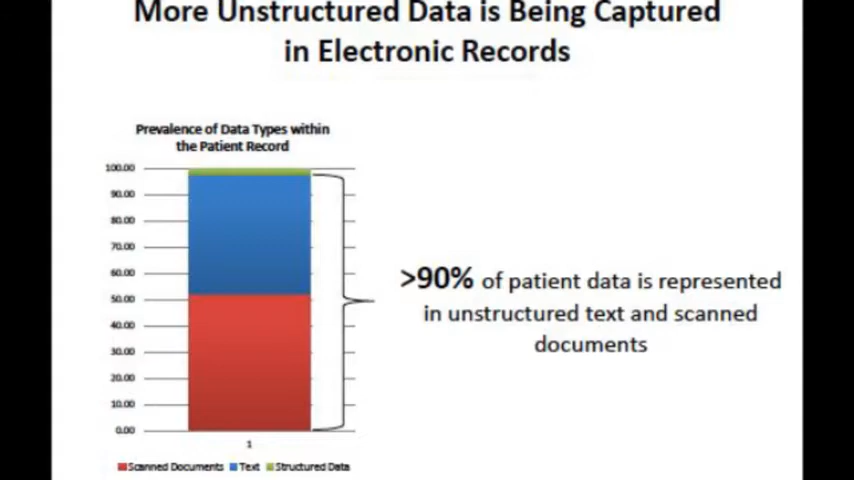 More Unstructured Data is Being Captured
in Electronic Records
Prevalence of Data Types within
the Patient Record
100.00
90.00
80.00
70.00
60.00
50.00
40.00
30.00
20.00
10.00
0.00
1
Scanned Documents Text Structured Data
>90% of patient data is represented
in unstructured text and scanned
documents